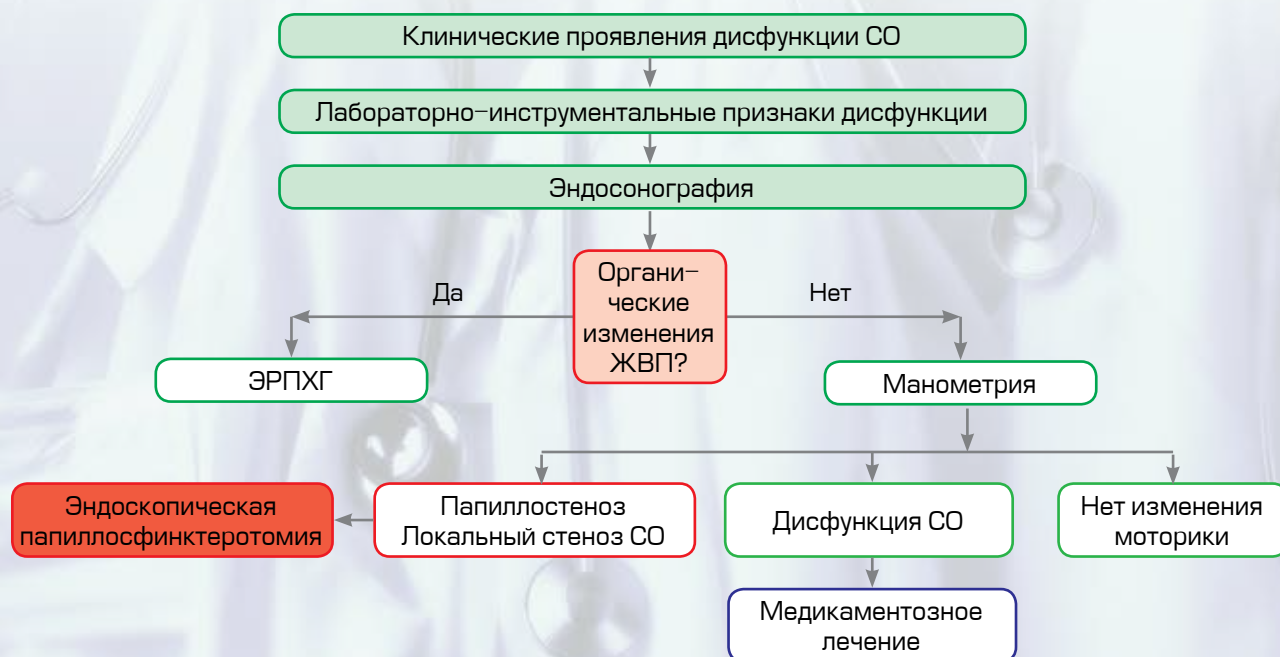 Клинические проявления дисфункции СО
Лабораторно–инструментальные признаки дисфункции
Эндосонография
Органи–
ческие
изменения
ЖВП?
Да
Нет
ЭРПХГ
Манометрия
Эндоскопическая
папиллосфинктеротомия
Папиллостеноз
Локальный стеноз СО
Дисфункция СО
Нет изменения
моторики
Медикаментозное
лечение